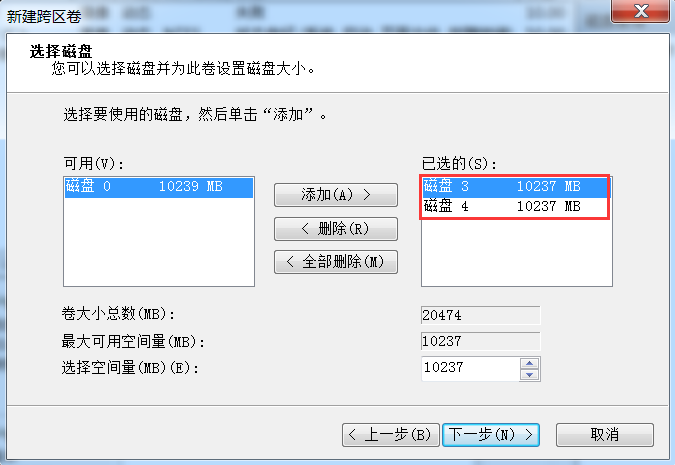 新建跨区卷
选择磁盘
您可以选择磁盘并为此卷设置磁盘大小。
选择要使用的磁盘，然后单击“添加”。
可用(V):
已选的(S):
磁盘 0 10239 MB
添加(A) >
< 删除(R)
< 全部删除(M)
磁盘 3 10237 MB
磁盘 4 10237 MB
卷大小总数(MB): 20474
最大可用空间量(MB): 10237
选择空间量(MB)(E): 10237
< 上一步(B) 下一步(N) > 取消